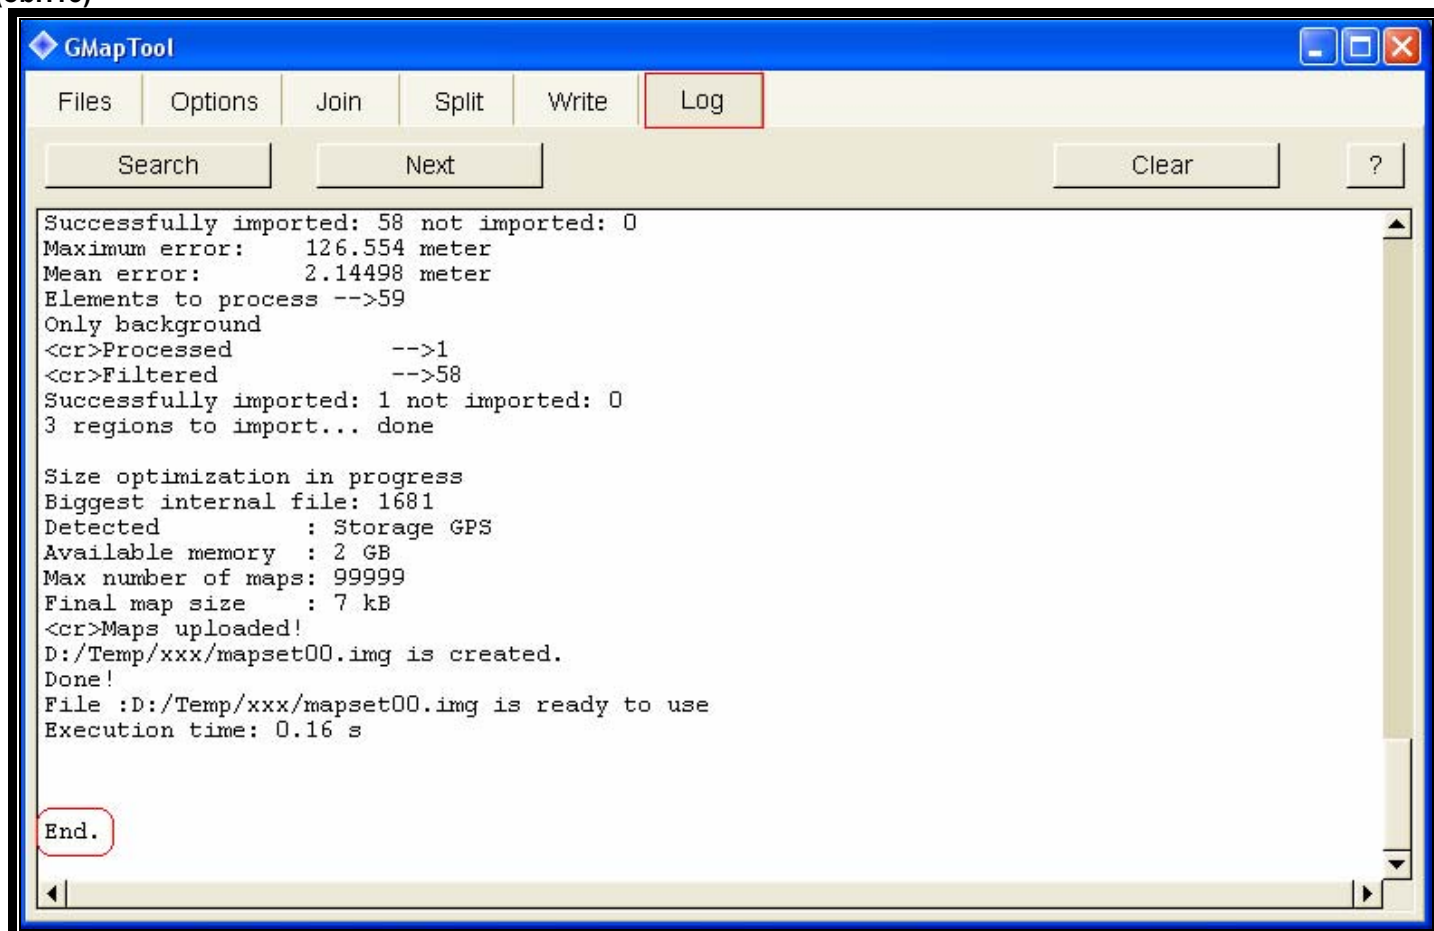 GMapTool
Files Options Join Split Write Log
Search Next Clear ?
Successfully imported: 58 not imported: 0
Maximum error:     126.554 meter
Mean error:        2.14498 meter
Elements to process -->59
Only background
<cr>Processed           -->1
<cr>Filtered            -->58
Successfully imported: 1 not imported: 0
3 regions to import... done
Size optimization in progress
Biggest internal file: 1681
Detected          : Storage GPS
Available memory  : 2 GB
Max number of maps: 99999
Final map size    : 7 kB
<cr>Maps uploaded!
D:/Temp/xxx/mapset00.img is created.
Done!
File :D:/Temp/xxx/mapset00.img is ready to use
Execution time: 0.16 s
End.